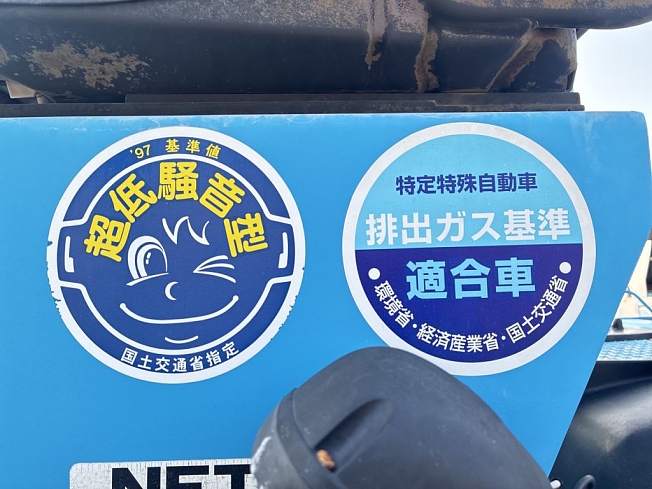 '97 基準値
超低騒音型
国土交通省指定
特定特殊自動車
排出ガス基準
適合車
環境省・経済産業省・国土交通省
NET